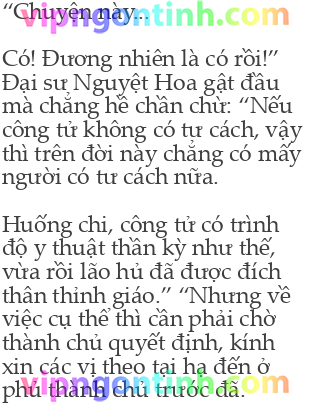 “Chuyện này...
vipngontinh.com
Có! Đương nhiên là có rồi!”
Đại sư Nguyệt Hoa gật đầu
mà chẳng hề chần chừ: “Nếu
công tử không có tư cách, vậy
thì trên đời này chẳng có mấy
người có tư cách nữa.
Huống chi, công tử có trình
độ y thuật thần kỳ như thế,
vừa rồi lão hủ đã được đích
thân thỉnh giáo.” “Nhưng về
việc cụ thể thì cần phải chờ
thành chủ quyết định, kính
xin các vị theo tại hạ đến ở
phủ thành chủ trước đã.
vipngontinh.com